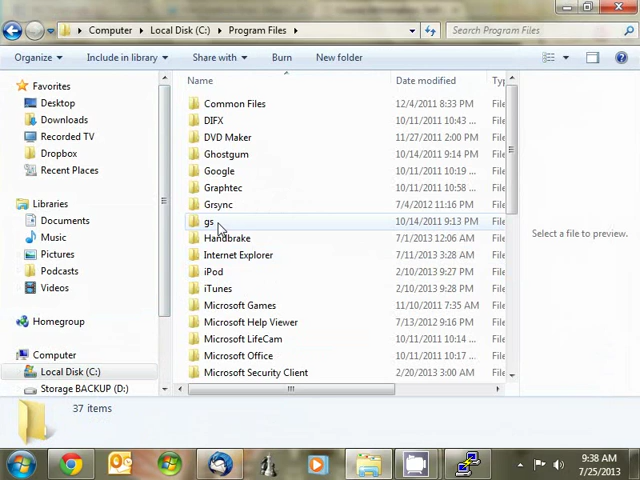 Computer ▸ Local Disk (C:) ▸ Program Files ▸
Search Program Files
Organize Include in library Share with Burn New folder
Favorites
Desktop
Downloads
Recorded TV
Dropbox
Recent Places
Libraries
Documents
Music
Pictures
Podcasts
Videos
Homegroup
Computer
Local Disk (C:)
Storage BACKUP (D:)
Name Date modified Typ
Common Files 12/4/2011 8:33 PM File
DIFX 10/11/2011 10:43 ... File
DVD Maker 11/27/2011 2:00 PM File
Ghostgum 10/14/2011 9:14 PM File
Google 10/11/2011 10:19 ... File
Graphtec 10/11/2011 10:58 ... File
Grsync 7/4/2012 11:16 PM File
gs 10/14/2011 9:13 PM File
Handbrake 7/1/2013 12:06 AM File
Internet Explorer 7/11/2013 3:28 AM File
iPod 2/10/2013 9:27 PM File
iTunes 2/10/2013 9:28 PM File
Microsoft Games 11/10/2011 7:35 AM File
Microsoft Help Viewer 7/13/2012 9:16 PM File
Microsoft LifeCam 10/11/2011 10:14 ... File
Microsoft Office 10/11/2011 10:17 ... File
Microsoft Security Client 2/20/2013 3:00 AM File
Select a file to preview.
37 items
9:38 AM
7/25/2013